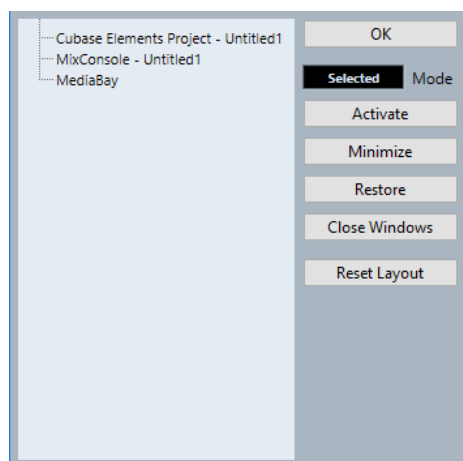 Cubase Elements Project - Untitled1
MixConsole - Untitled1
MediaBay
OK
Selected Mode
Activate
Minimize
Restore
Close Windows
Reset Layout